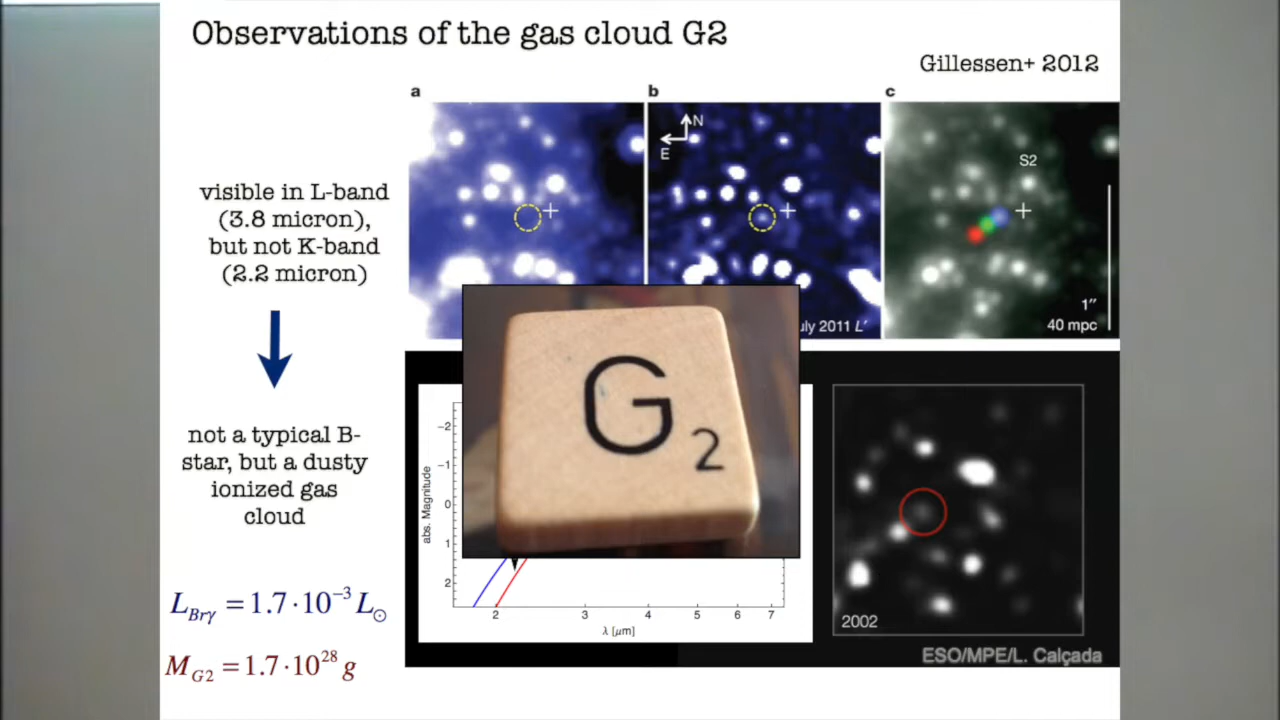 Observations of the gas cloud G2
Gillessen+ 2012
a
b
c
N
E
S2
visible in L-band
(3.8 micron),
but not K-band
(2.2 micron)
1″
uly 2011 L′
40 mpc
G
2
not a typical B-
star, but a dusty
ionized gas
cloud
abs. Magnitude
−2
−1
0
1
2
2 3 4 5 6 7
λ [μm]
2002
L_Brγ = 1.7·10⁻³ L_⊙
ESO/MPE/L. Calçada
M_G2 = 1.7·10²⁸ g